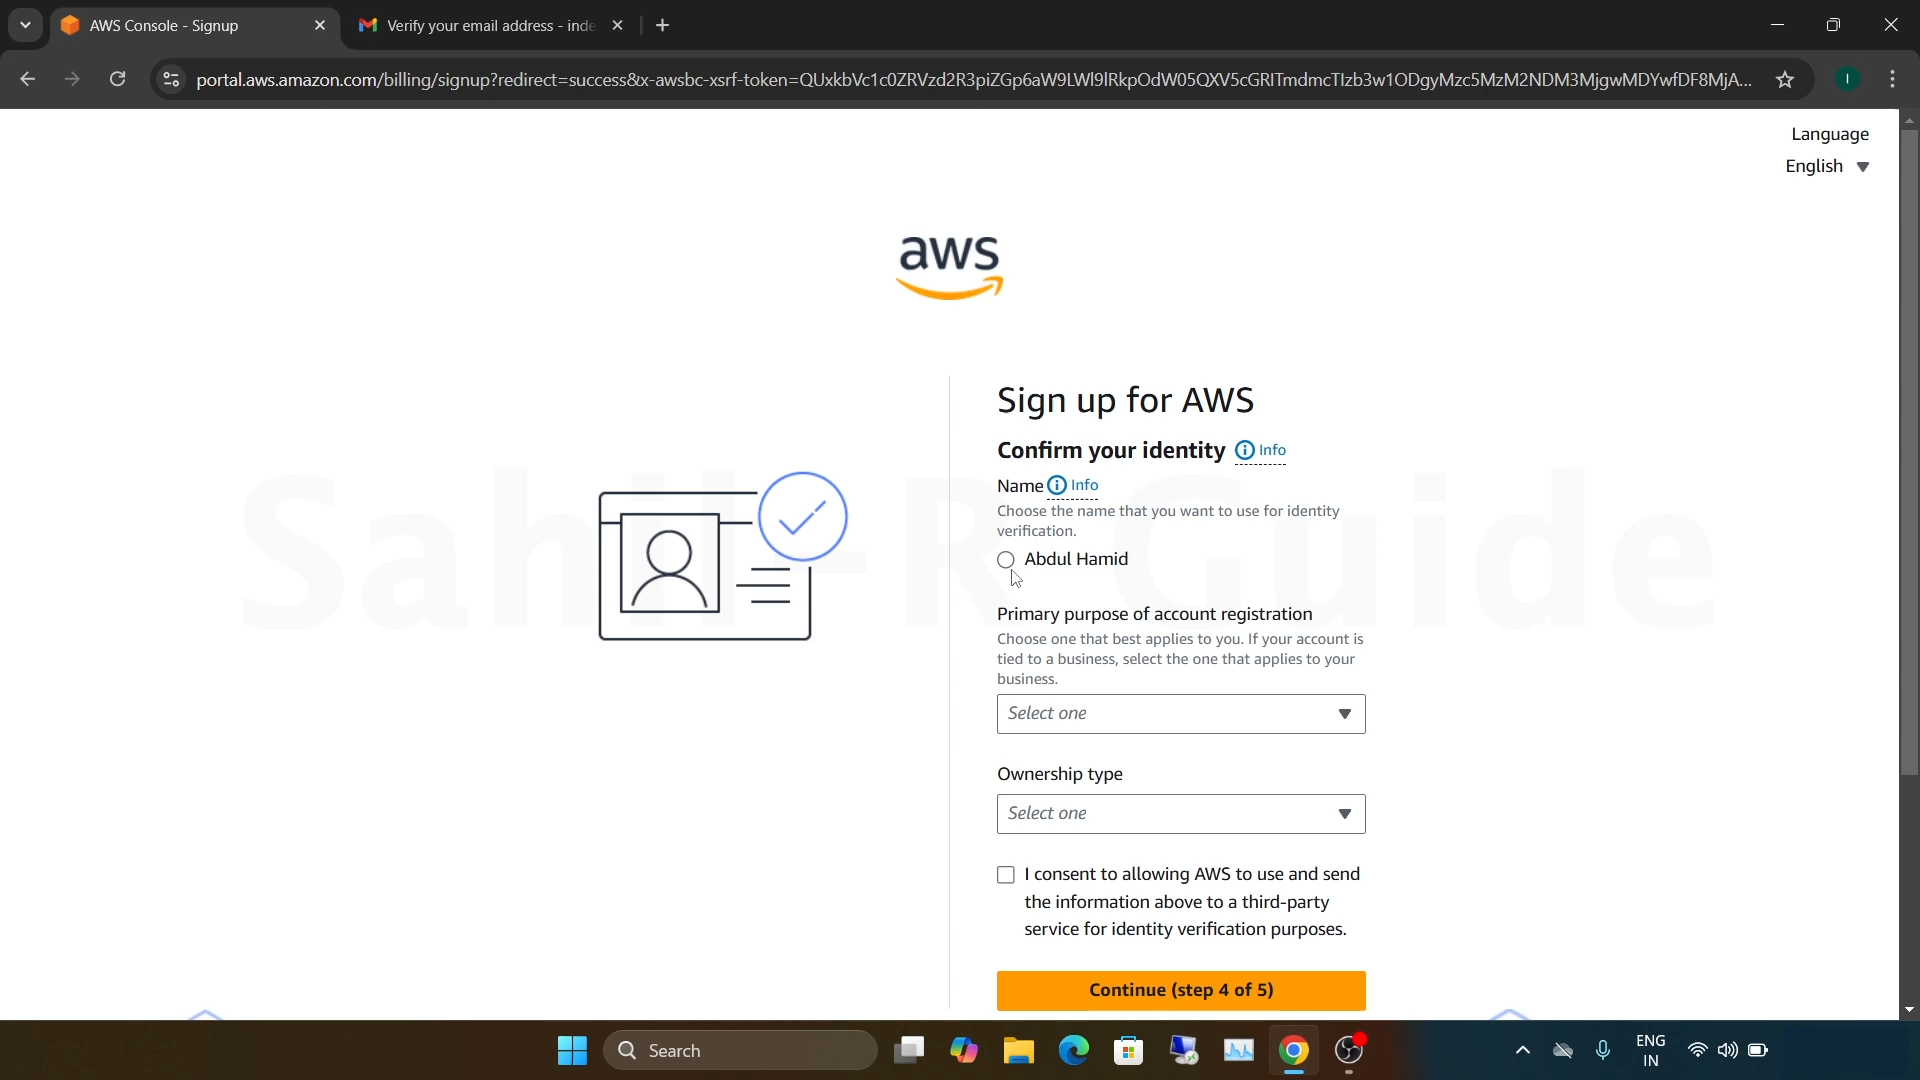 AWS Console - Signup
Verify your email address - inde
portal.aws.amazon.com/billing/signup?redirect=success&x-awsbc-xsrf-token=
I
Language
English
aws
Sign up for AWS
Confirm your identity Info
Name Info
Choose the name that you want to use for identity
verification.
Abdul Hamid
Primary purpose of account registration
Choose one that best applies to you. If your account is
tied to a business, select the one that applies to your
business.
Select one
Ownership type
Select one
I consent to allowing AWS to use and send
the information above to a third-party
service for identity verification purposes.
Continue (step 4 of 5)
Search
ENG
IN